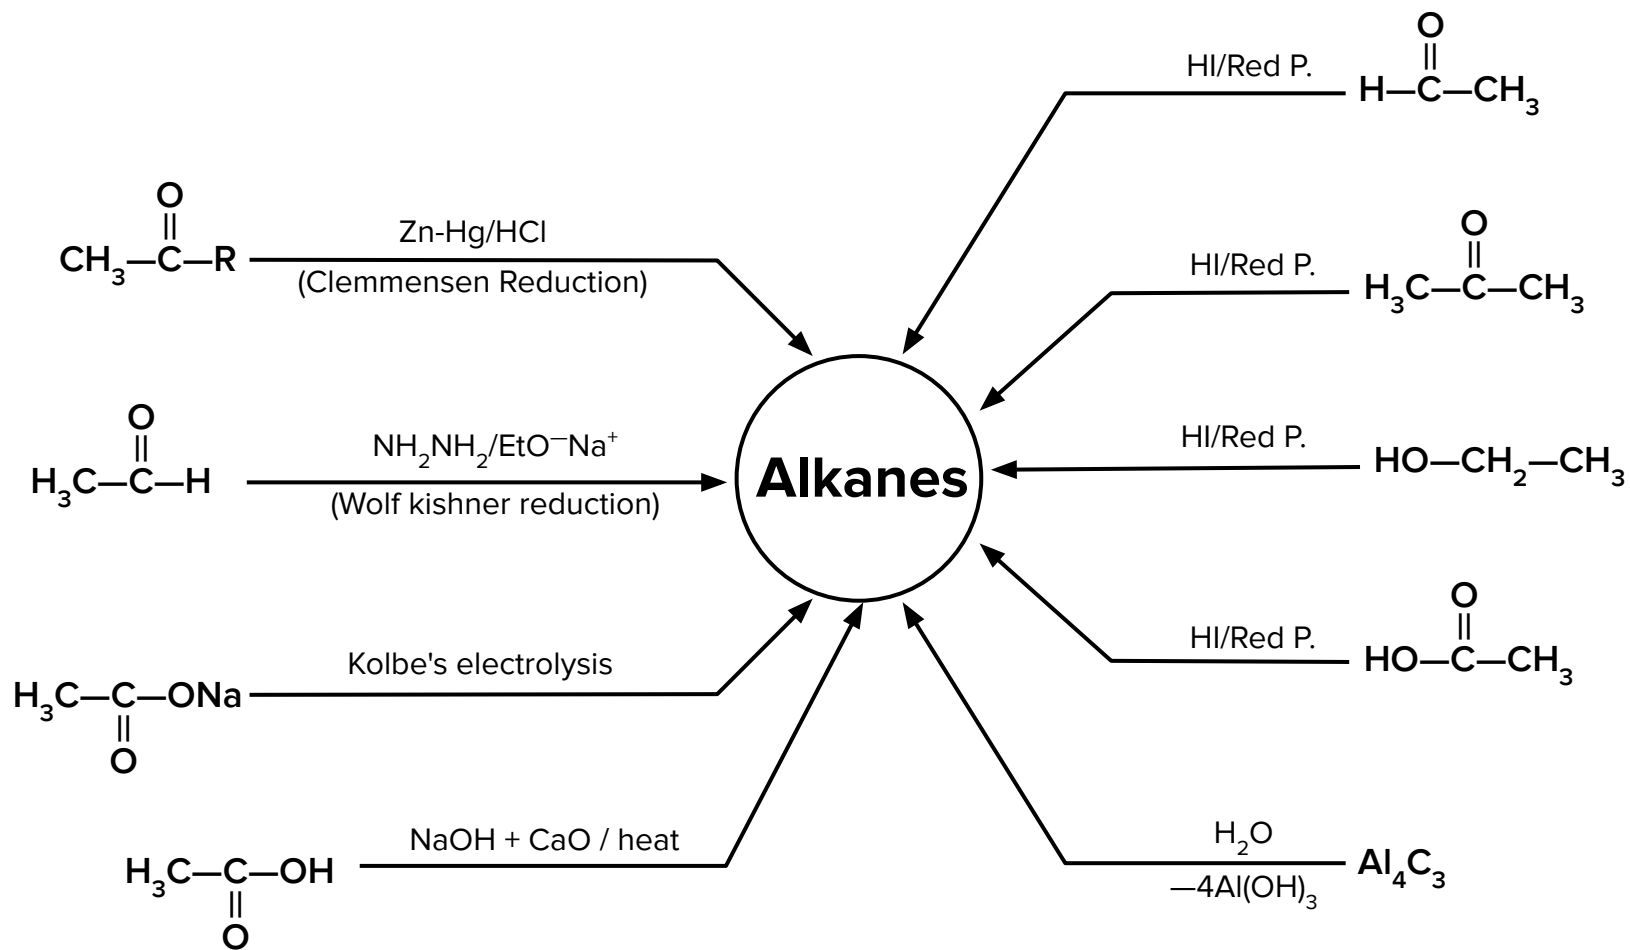 O
||
CH₃—C—R
Zn-Hg/HCl
(Clemmensen Reduction)
O
||
H₃C—C—H
NH₂NH₂/EtO⁻Na⁺
(Wolf kishner reduction)
H₃C—C—ONa
||
O
Kolbe's electrolysis
H₃C—C—OH
||
O
NaOH + CaO / heat
Alkanes
HI/Red P.
O
||
H—C—CH₃
HI/Red P.
O
||
H₃C—C—CH₃
HI/Red P.
HO—CH₂—CH₃
HI/Red P.
O
||
HO—C—CH₃
H₂O
—4Al(OH)₃
Al₄C₃